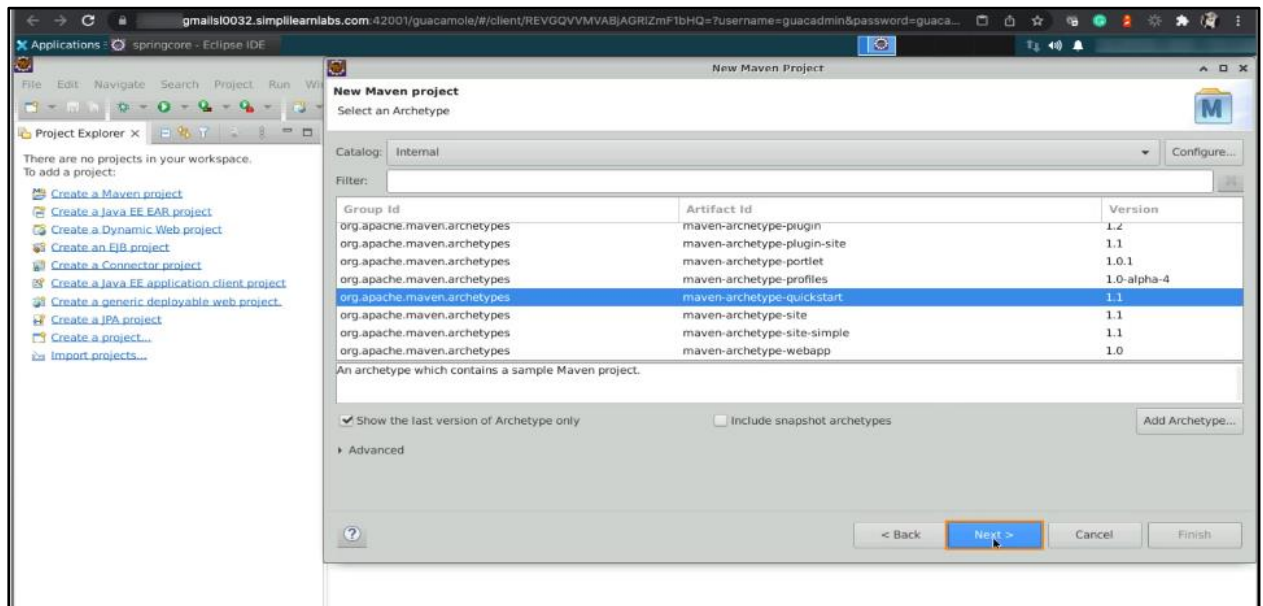 gmailsl0032.simplilearnlabs.com:42001/guacamole/#/client/REVGQVVMVABjAGRlZmF1bHQ=?username=guacadmin&password=guaca...
Applications springcore - Eclipse IDE
New Maven Project
File Edit Navigate Search Project Run
New Maven project
Select an Archetype
M
Project Explorer
There are no projects in your workspace.
To add a project:
Create a Maven project
Create a Java EE EAR project
Create a Dynamic Web project
Create an EJB project
Create a Connector project
Create a Java EE application client project
Create a generic deployable web project.
Create a JPA project
Create a project...
Import projects...
Catalog: Internal Configure...
Filter:
Group Id Artifact Id Version
org.apache.maven.archetypes maven-archetype-plugin 1.2
org.apache.maven.archetypes maven-archetype-plugin-site 1.1
org.apache.maven.archetypes maven-archetype-portlet 1.0.1
org.apache.maven.archetypes maven-archetype-profiles 1.0-alpha-4
org.apache.maven.archetypes maven-archetype-quickstart 1.1
org.apache.maven.archetypes maven-archetype-site 1.1
org.apache.maven.archetypes maven-archetype-site-simple 1.1
org.apache.maven.archetypes maven-archetype-webapp 1.0
An archetype which contains a sample Maven project.
Show the last version of Archetype only Include snapshot archetypes Add Archetype...
Advanced
? < Back Next > Cancel Finish